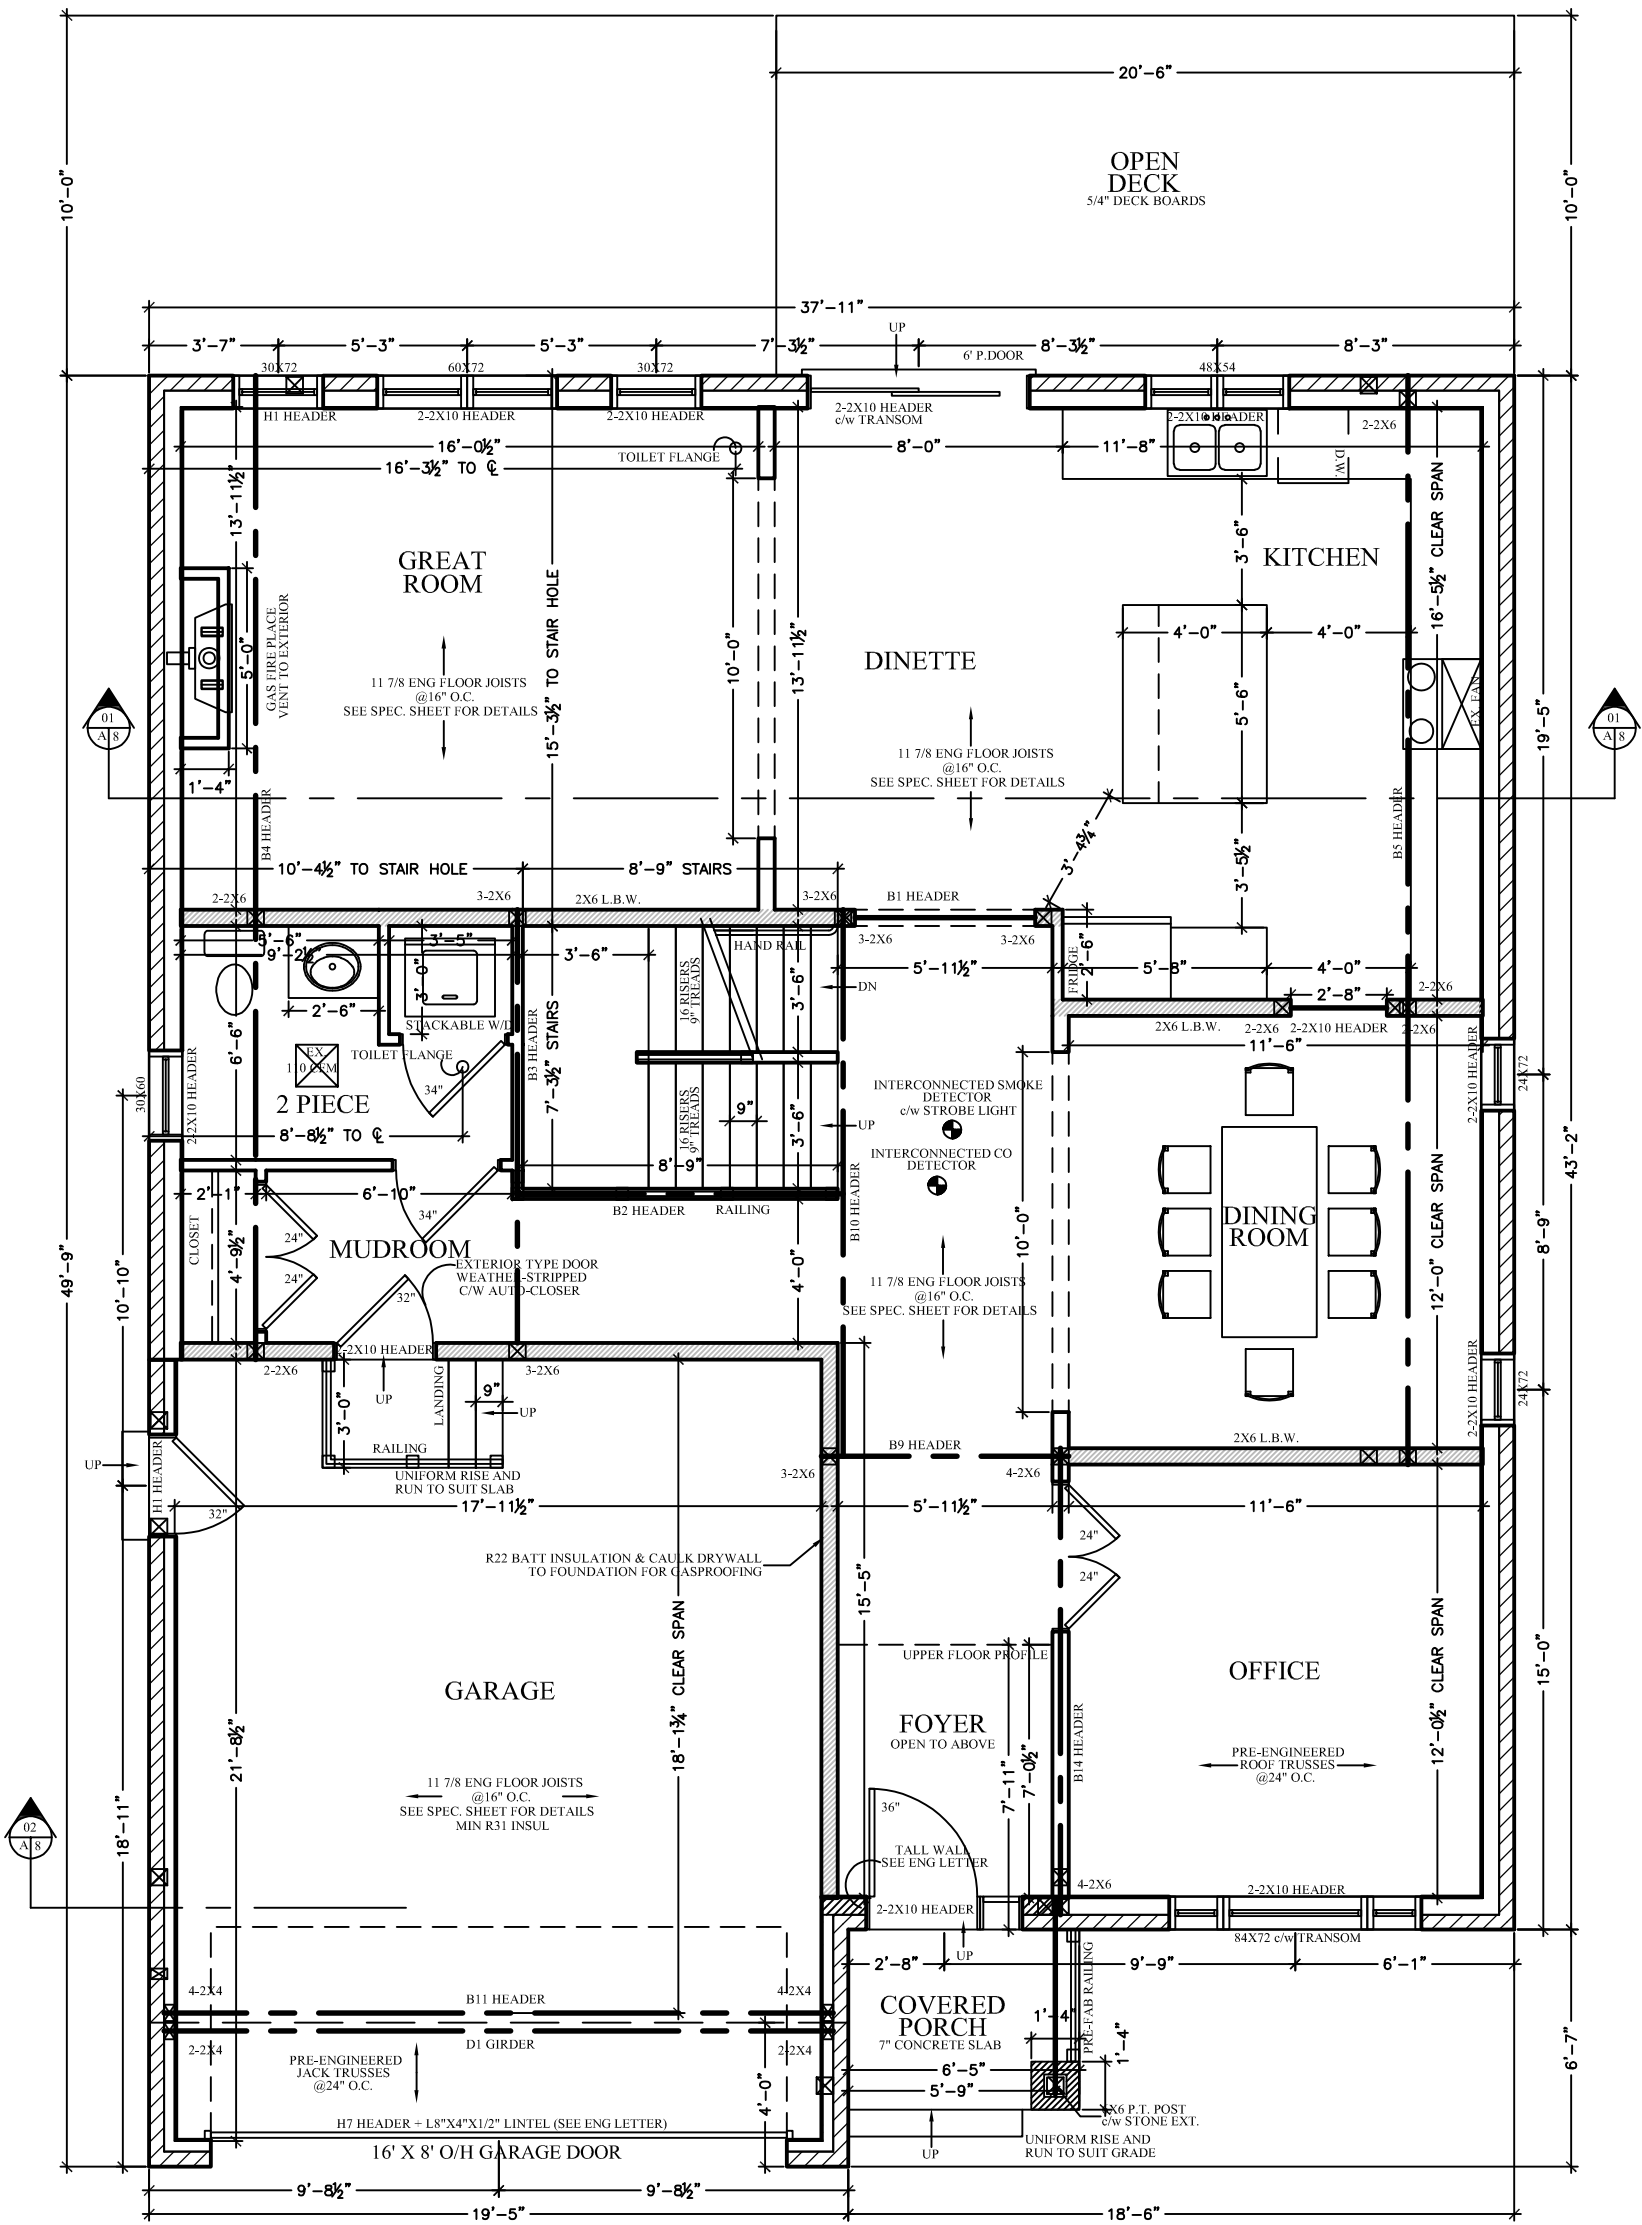 20'-6"
OPEN
DECK
5/4" DECK BOARDS
10'-0"
10'-0"
37'-11"
3'-7"
5'-3"
5'-3"
7'-3½"
UP
8'-3½"
8'-3"
6' P.DOOR
30X72
60X72
30X72
48X54
H1 HEADER
2-2X10 HEADER
2-2X10 HEADER
2-2X10 HEADER
c/w TRANSOM
2-2X10 HEADER
2-2X6
16'-0½"
8'-0"
11'-8"
TOILET FLANGE
16'-3½" TO ℄
D.W.
13'-11½"
GREAT
ROOM
15'-3½" TO STAIR HOLE
10'-0"
13'-11½"
3'-6"
KITCHEN
16'-5½" CLEAR SPAN
GAS FIRE PLACE
VENT TO EXTERIOR
5'-0"
4'-0"
4'-0"
DINETTE
11 7/8 ENG FLOOR JOISTS
@16" O.C.
SEE SPEC. SHEET FOR DETAILS
5'-6"
EX. FAN
01
A 8
01
A 8
19'-5"
11 7/8 ENG FLOOR JOISTS
@16" O.C.
SEE SPEC. SHEET FOR DETAILS
1'-4"
B4 HEADER
B5 HEADER
3'-4¾"
3'-5½"
10'-4½" TO STAIR HOLE
8'-9" STAIRS
2-2X6
3-2X6
2X6 L.B.W.
3-2X6
B1 HEADER
5'-6"
3'-5"
HAND RAIL
3-2X6
3-2X6
9'-2½"
3'-6"
5'-11½"
FRIDGE
2'-6"
5'-8"
4'-0"
3'-0"
16 RISERS
9" TREADS
3'-6"
DN
2'-8"
2-2X6
2'-6"
STACKABLE W/D
2X6 L.B.W.
2-2X6
2-2X10 HEADER
2-2X6
6'-6"
EX.
110 CFM
TOILET FLANGE
11'-6"
30X60
2-2X10 HEADER
34"
B3 HEADER
7'-3½" STAIRS
INTERCONNECTED SMOKE
DETECTOR
c/w STROBE LIGHT
2-2X10 HEADER
24X72
2 PIECE
16 RISERS
9" TREADS
9"
3'-6"
UP
8'-8½" TO ℄
INTERCONNECTED CO
DETECTOR
43'-2"
8'-9"
2'-1"
6'-10"
B2 HEADER
RAILING
B10 HEADER
CLOSET
4'-9½"
24"
24"
34"
MUDROOM
EXTERIOR TYPE DOOR
WEATHER-STRIPPED
C/W AUTO-CLOSER
32"
4'-0"
10'-0"
DINING
ROOM
12'-0" CLEAR SPAN
8'-9"
49'-9"
10'-10"
11 7/8 ENG FLOOR JOISTS
@16" O.C.
SEE SPEC. SHEET FOR DETAILS
2-2X6
2-2X10 HEADER
3-2X6
2-2X10 HEADER
24X72
3'-0"
UP
LANDING
9"
UP
RAILING
UNIFORM RISE AND
RUN TO SUIT SLAB
2X6 L.B.W.
B9 HEADER
3-2X6
4-2X6
UP
H1 HEADER
32"
17'-11½"
5'-11½"
11'-6"
24"
24"
R22 BATT INSULATION & CAULK DRYWALL
TO FOUNDATION FOR GASPROOFING
15'-5"
18'-1¾" CLEAR SPAN
UPPER FLOOR PROFILE
12'-0½" CLEAR SPAN
15'-0"
GARAGE
OFFICE
FOYER
OPEN TO ABOVE
B14 HEADER
21'-8½"
7'-11"
7'-0½"
PRE-ENGINEERED
ROOF TRUSSES
@24" O.C.
11 7/8 ENG FLOOR JOISTS
@16" O.C.
SEE SPEC. SHEET FOR DETAILS
MIN R31 INSUL
36"
02
A 8
18'-11"
TALL WALL
SEE ENG LETTER
4-2X6
2-2X10 HEADER
2-2X10 HEADER
84X72 c/w TRANSOM
UP
2'-8"
9'-9"
6'-1"
4-2X4
B11 HEADER
4-2X4
COVERED
PORCH
7" CONCRETE SLAB
1'-4"
PRE-FAB RAILING
1'-4"
2-2X4
D1 GIRDER
2-2X4
PRE-ENGINEERED
JACK TRUSSES
@24" O.C.
6'-7"
6'-5"
5'-9"
4'-0"
6X6 P.T. POST
c/w STONE EXT.
H7 HEADER + L8"X4"X1/2" LINTEL (SEE ENG LETTER)
16' X 8' O/H GARAGE DOOR
UP
UNIFORM RISE AND
RUN TO SUIT GRADE
9'-8½"
9'-8½"
19'-5"
18'-6"